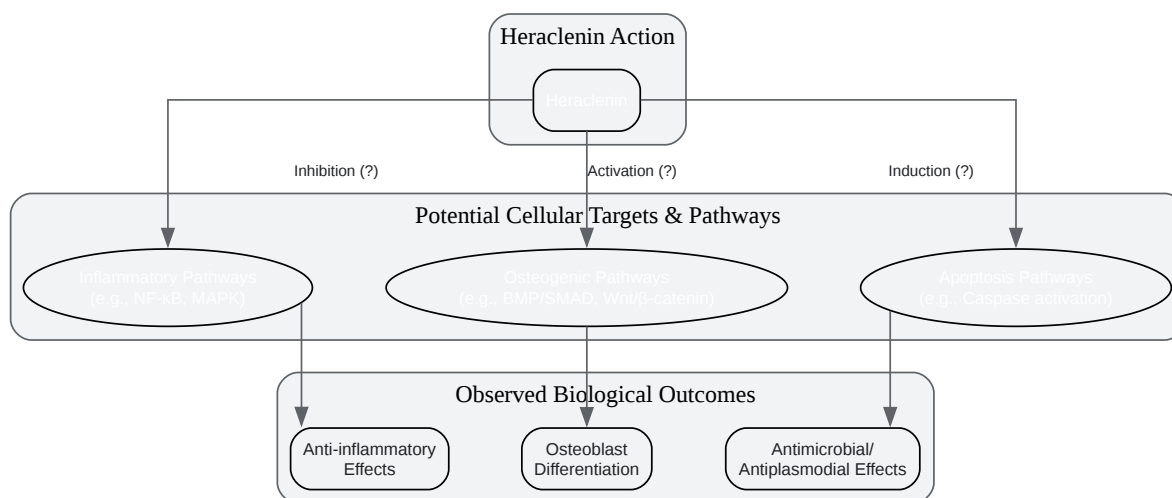 Heraclenin Action
Heraclenin
Inhibition (?)
Activation (?)
Induction (?)
Potential Cellular Targets & Pathways
Inflammatory Pathways
(e.g., NF-κB, MAPK)
Osteogenic Pathways
(e.g., BMP/SMAD, Wnt/β-catenin)
Apoptosis Pathways
(e.g., Caspase activation)
Observed Biological Outcomes
Anti-inflammatory
Effects
Osteoblast
Differentiation
Antimicrobial/
Antiplasmodial Effects